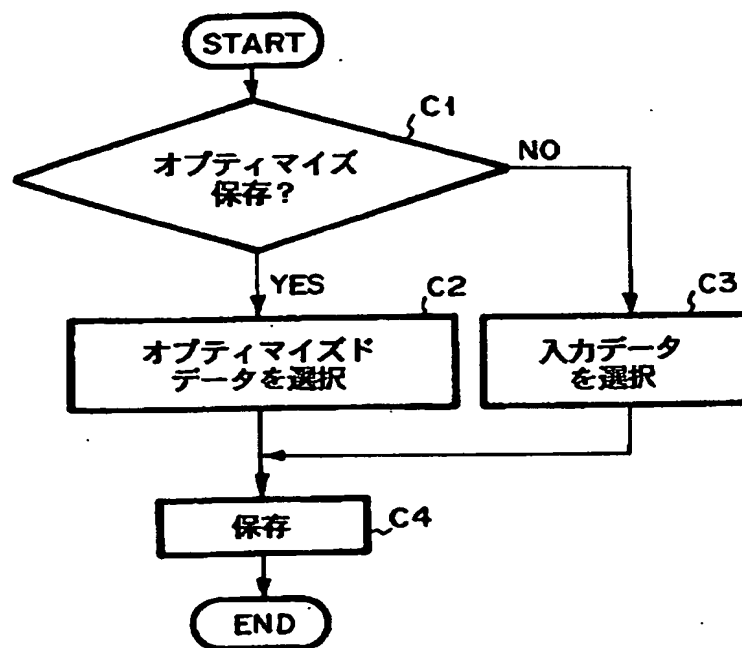 START
C1
オプティマイズ
保存?
NO
YES
C2
C3
オプティマイズド
データを選択
入力データ
を選択
保存
C4
END